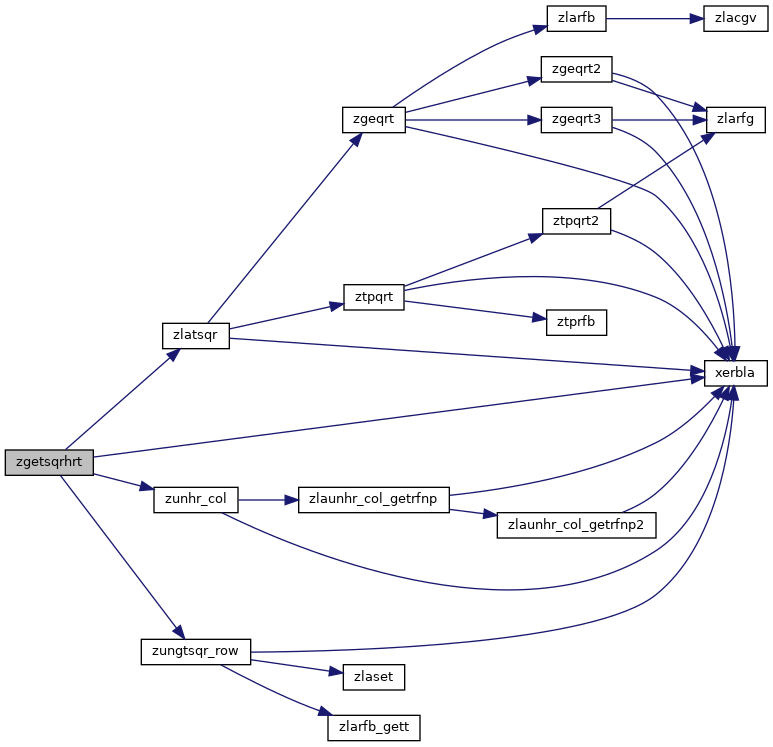 zlarfb
zlacgv
zgeqrt2
zgeqrt
zgeqrt3
zlarfg
ztpqrt2
ztpqrt
ztprfb
zlatsqr
xerbla
zgetsqrhrt
zunhr_col
zlaunhr_col_getrfnp
zlaunhr_col_getrfnp2
zungtsqr_row
zlaset
zlarfb_gett